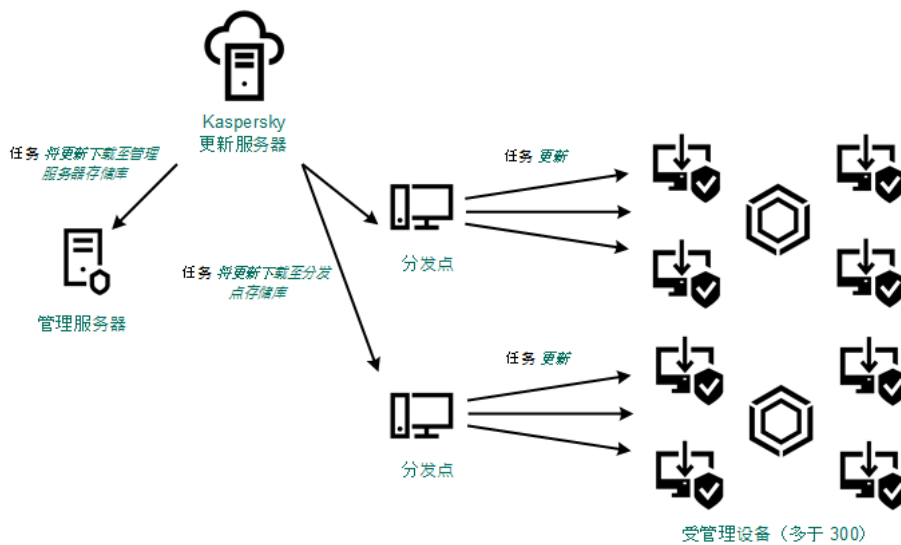 Kaspersky
更新服务器
任务 将更新下载至管理
服务器存储库
任务 更新
分发点
任务 将更新下载至分发
点存储库
管理服务器
任务 更新
分发点
受管理设备（多于 300）